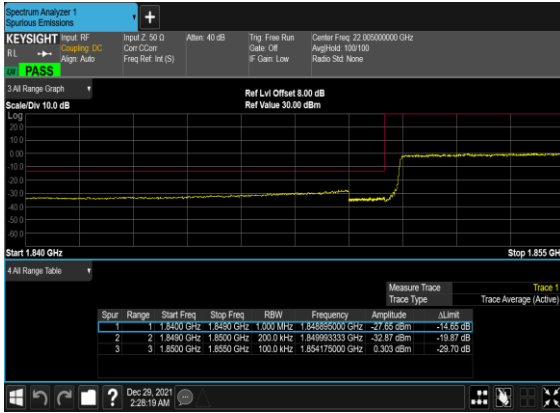 Spectrum Analyzer 1
Spurious Emissions
+
KEYSIGHT Input: RF Input Z: 50 Ω Atten: 40 dB Trig: Free Run Center Freq: 22.005000000 GHz
RL Coupling: DC Corr CCorr Gate: Off Avg|Hold: 100/100
Align: Auto Freq Ref: Int (S) IF Gain: Low Radio Std: None
PASS
3 All Range Graph
Ref Lvl Offset 8.00 dB
Scale/Div 10.0 dB Ref Value 30.00 dBm
Log
20.0
10.0
0.00
-10.0
-20.0
-30.0
-40.0
-50.0
-60.0
Start 1.840 GHz Stop 1.855 GH
4 All Range Table
Measure Trace Trace 1
Trace Type Trace Average (Active)
Spur Range Start Freq Stop Freq RBW Frequency Amplitude ΔLimit
1 1 1.8400 GHz 1.8490 GHz 1.000 MHz 1.848895000 GHz -27.65 dBm -14.65 dB
2 2 1.8490 GHz 1.8500 GHz 200.0 kHz 1.849993333 GHz -32.87 dBm -19.87 dB
3 3 1.8500 GHz 1.8550 GHz 100.0 kHz 1.854175000 GHz 0.303 dBm -29.70 dB
? Dec 29, 2021
2:28:19 AM